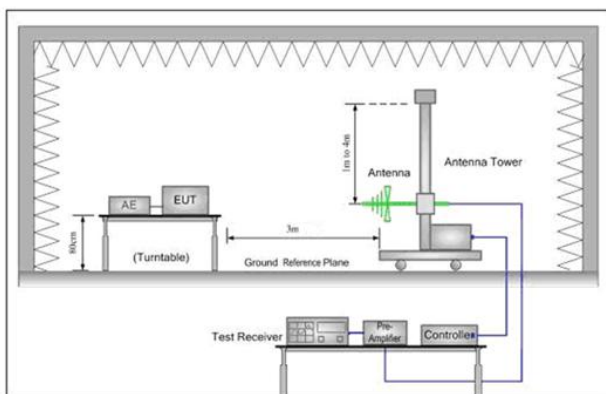 1m to 4m
Antenna
Antenna Tower
AE
EUT
80cm
3m
(Turntable)
Ground Reference Plane
Test Receiver
Pre-
Amplifier
Controller